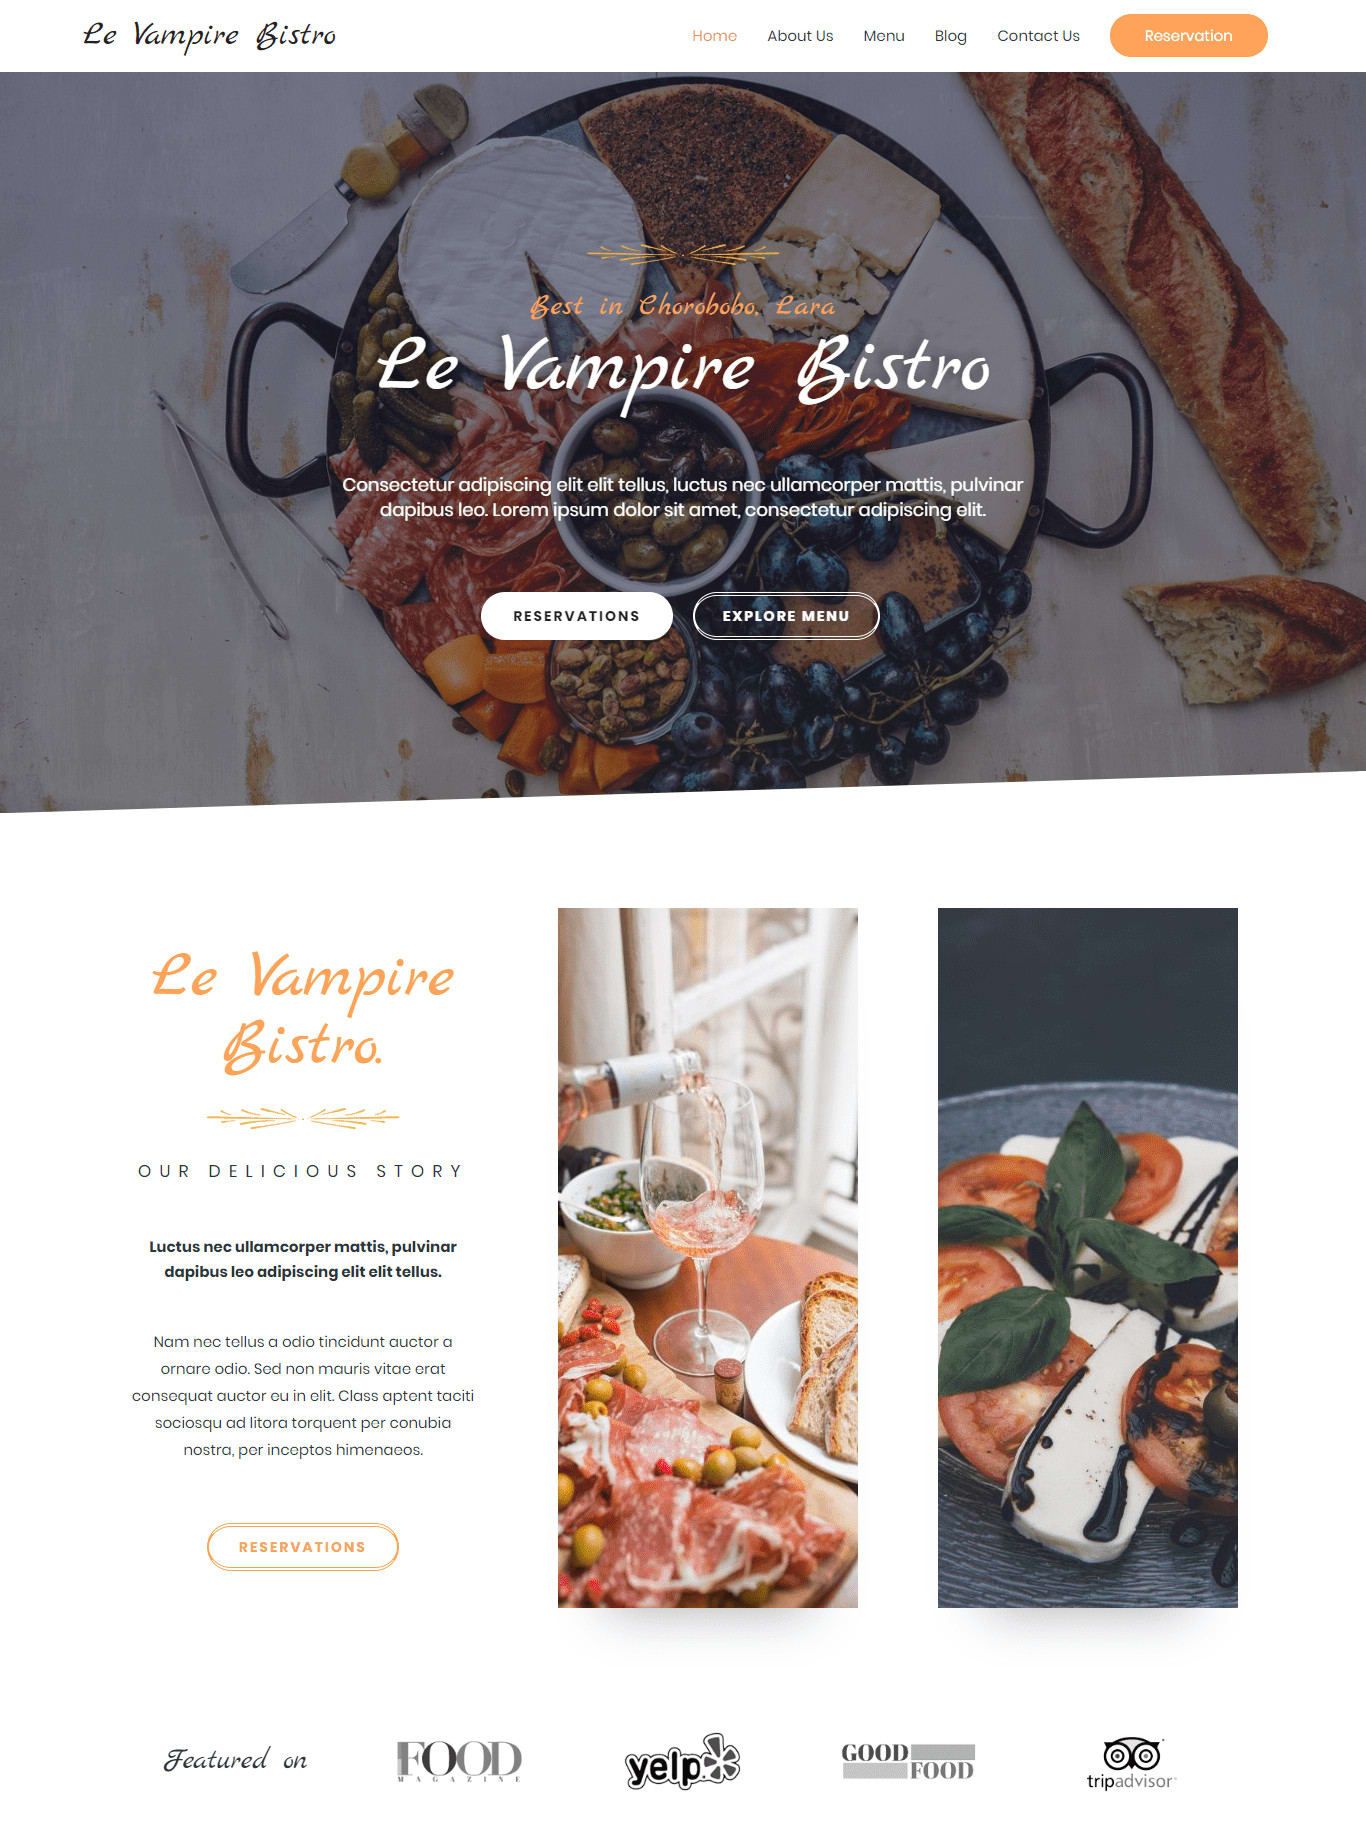 Le Vampire Bistro
Home About Us Menu Blog Contact Us Reservation
Best in Chorobobo, Lara
Le Vampire Bistro
Consectetur adipiscing elit elit tellus, luctus nec ullamcorper mattis, pulvinar
dapibus leo. Lorem ipsum dolor sit amet, consectetur adipiscing elit.
RESERVATIONS EXPLORE MENU
Le Vampire
Bistro.
OUR DELICIOUS STORY
Luctus nec ullamcorper mattis, pulvinar
dapibus leo adipiscing elit elit tellus.
Nam nec tellus a odio tincidunt auctor a
ornare odio. Sed non mauris vitae erat
consequat auctor eu in elit. Class aptent taciti
sociosqu ad litora torquent per conubia
nostra, per inceptos himenaeos.
RESERVATIONS
Featured on
FOOD
MAGAZINE
yelp
GOOD
FOOD
tripadvisor